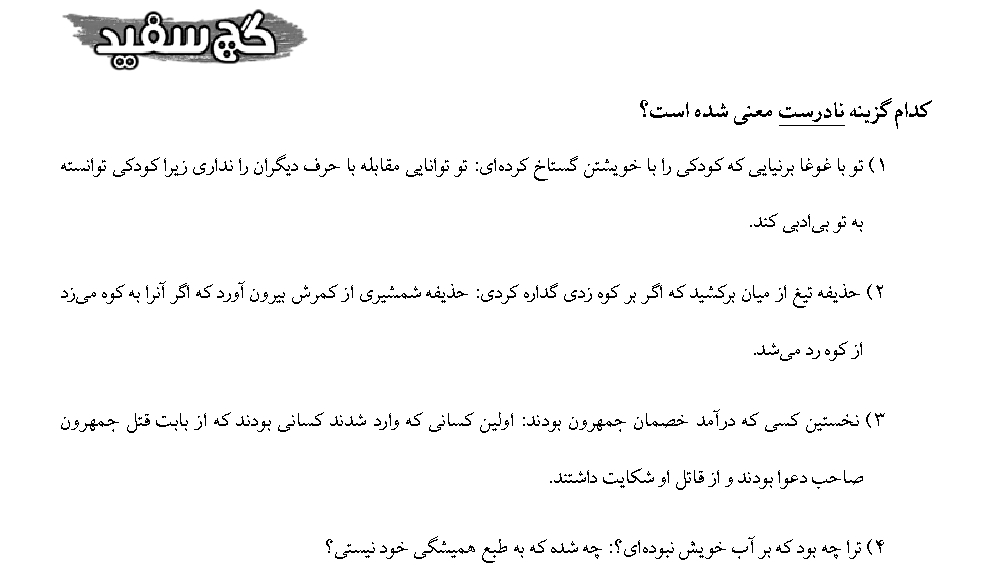 گچ سفید
کدام گزینه نادرست معنی شده است؟
۱) تو با غوغا برنیایی که کودکی را با خویشتن گستاخ کرده‌ای: تو توانایی مقابله با حرف دیگران را نداری زیرا کودکی توانسته
به تو بی‌ادبی کند.
۲) حذیفه تیغ از میان برکشید که اگر بر کوه زدی گداره کردی: حذیفه شمشیری از کمرش بیرون آورد که اگر آنرا به کوه می‌زد
از کوه رد می‌شد.
۳) نخستین کسی که درآمد خصمان جمهرون بودند: اولین کسانی که وارد شدند کسانی بودند که از بابت قتل جمهرون
صاحب دعوا بودند و از قاتل او شکایت داشتند.
۴) ترا چه بود که بر آب خویش نبوده‌ای؟: چه شده که به طبع همیشگی خود نیستی؟